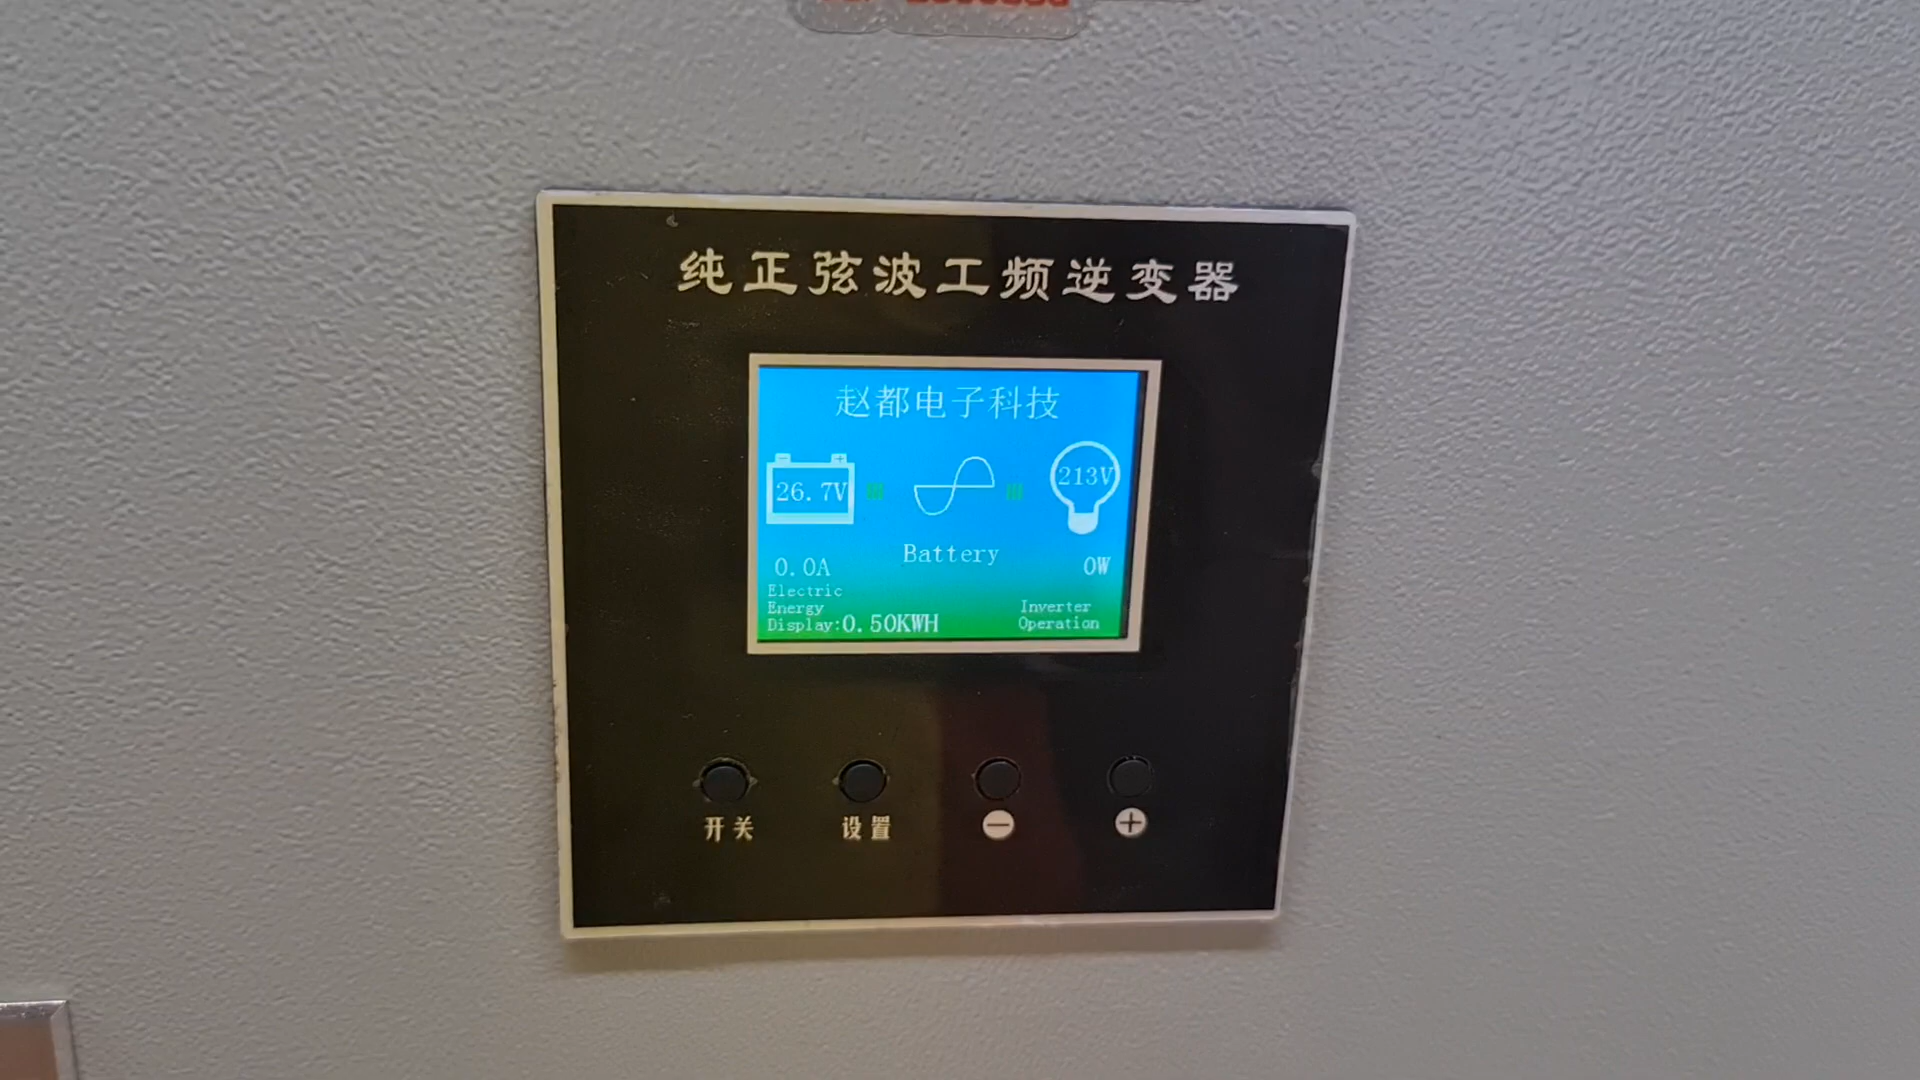 纯正弦波工频逆变器
赵都电子科技
26.7V
213V
Battery
0.0A
0W
Electric
Energy
Display:0.50KWH
Inverter
Operation
开关
设置